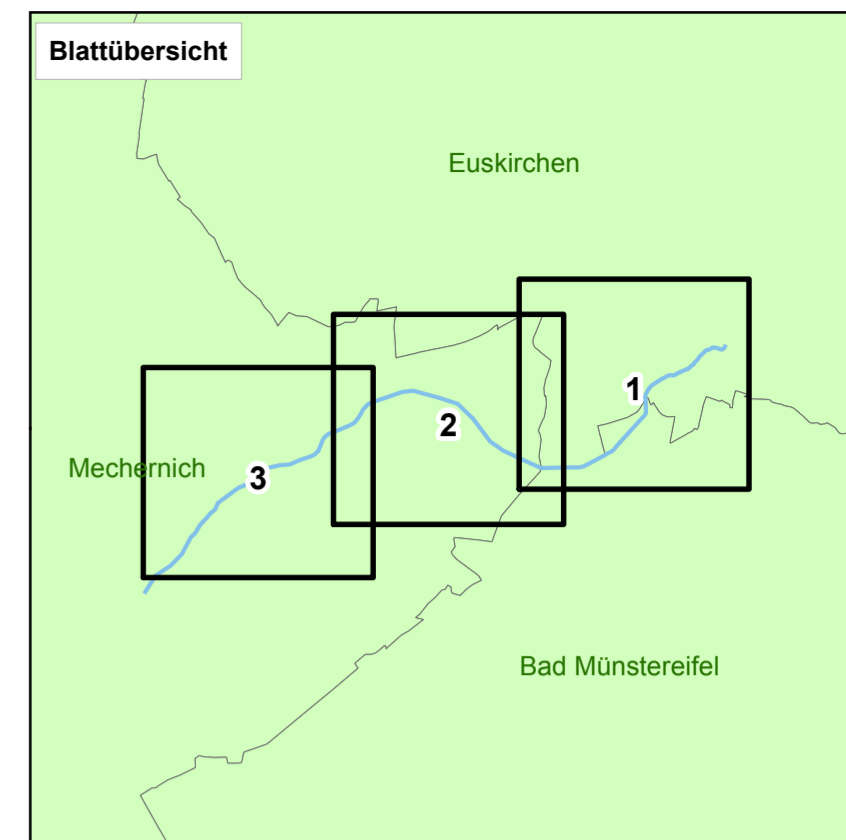 Blattübersicht
Euskirchen
1
2
Mechernich
3
Bad Münstereifel